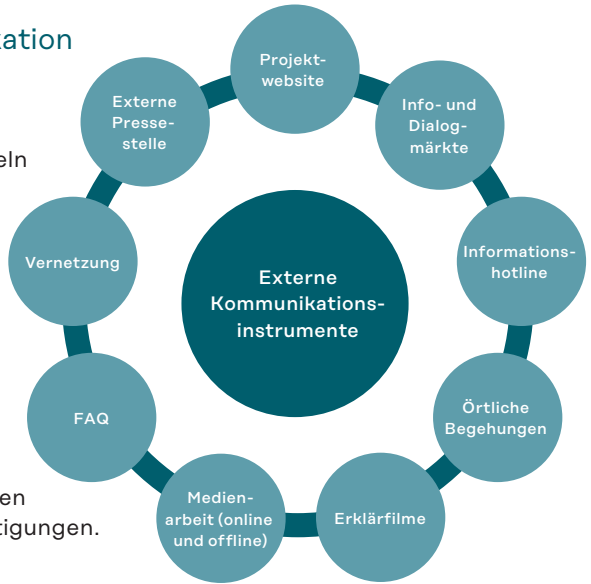 ation
eln
en
tigungen.
Projekt-
website
Info- und
Dialog-
märkte
Informations-
hotline
Örtliche
Begehungen
Erklärfilme
Medien-
arbeit (online
und offline)
FAQ
Vernetzung
Externe
Presse-
stelle
Externe
Kommunikations-
instrumente